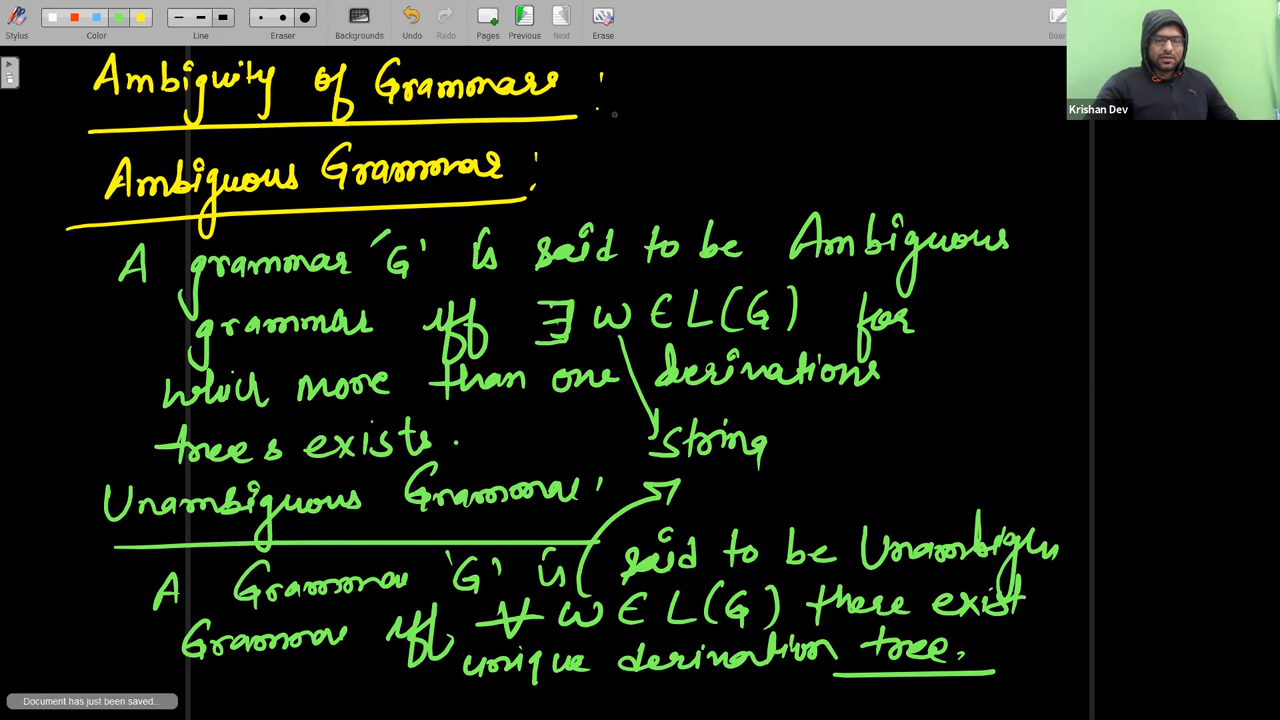 Stylus Color Line Eraser Backgrounds Undo Redo Pages Previous Next Erase
Krishan Dev
Ambiguity of Grammars :
Ambiguous Grammar :
A grammar 'G' is said to be Ambiguous
grammar iff ∃ w ∈ L(G) for
which more than one derivations
trees exists.
String
Unambiguous Grammar :
A Grammar 'G' is said to be Unambigu
Grammar iff ∀ w ∈ L(G) there exist
unique derivation tree.
Document has just been saved...